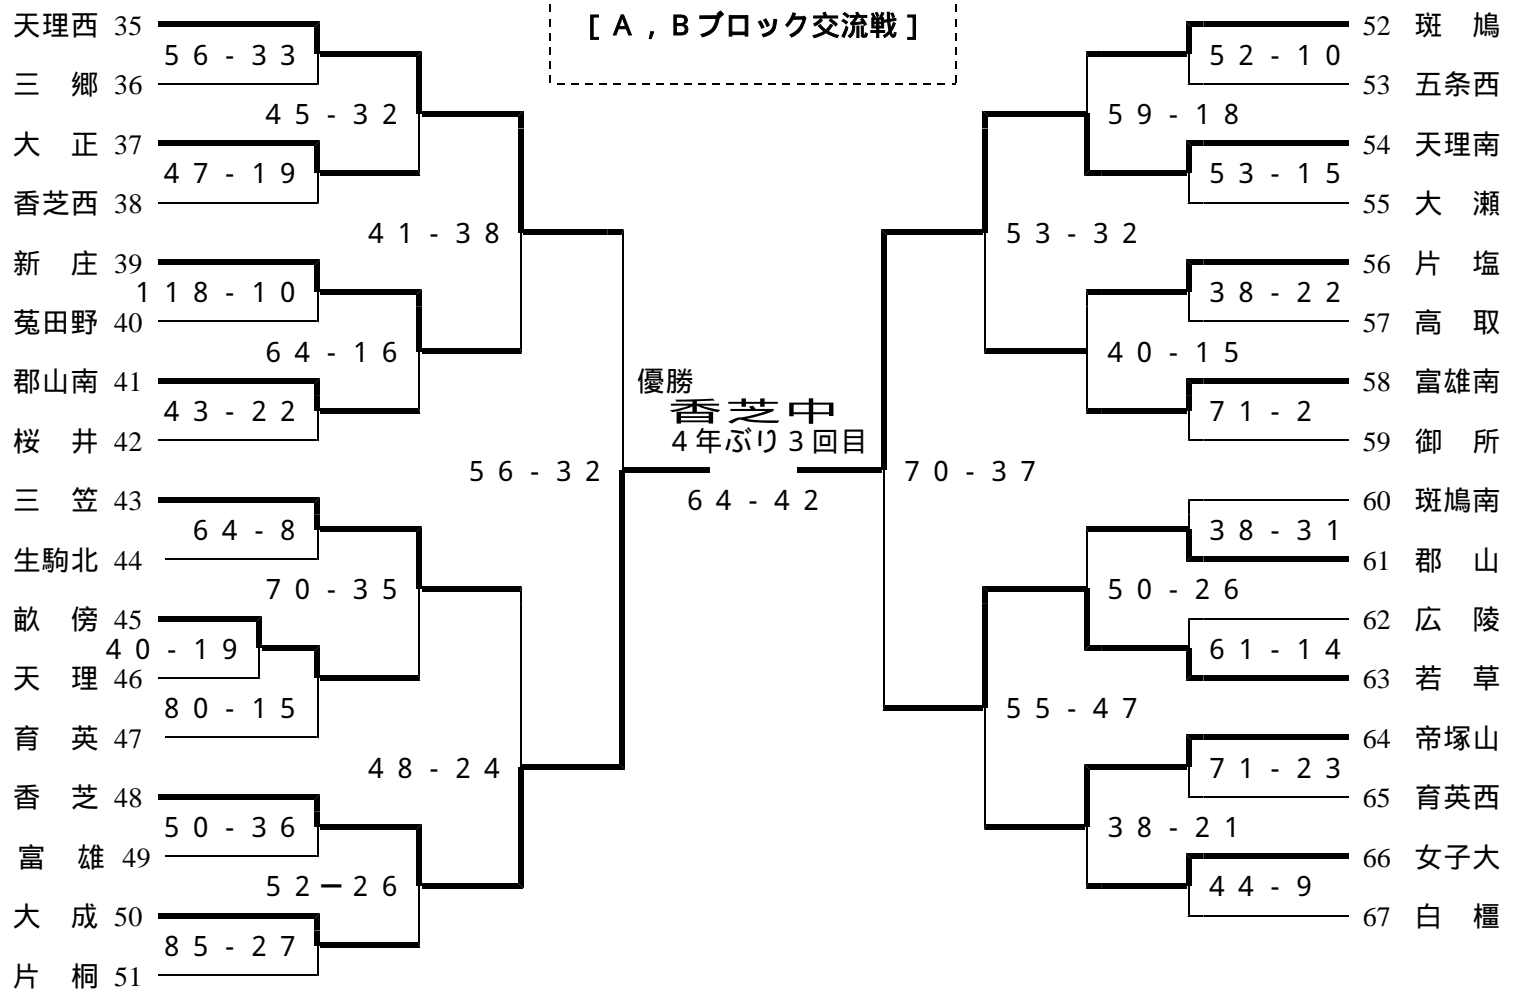 [ A , Bブロック交流戦 ]
天理西 35
56-33
三 郷 36
45-32
大 正 37
47-19
香芝西 38
41-38
新 庄 39
118-10
菟田野 40
64-16
郡山南 41
43-22
桜 井 42
56-32
三 笠 43
64-8
生駒北 44
70-35
畝 傍 45
40-19
天 理 46
80-15
育 英 47
48-24
香 芝 48
50-36
富 雄 49
52ー26
大 成 50
85-27
片 桐 51
優勝
香芝中
4年ぶり3回目
64-42
52 斑 鳩
52-10
53 五条西
59-18
54 天理南
53-15
55 大 瀬
53-32
56 片 塩
38-22
57 高 取
40-15
58 富雄南
71-2
59 御 所
70-37
60 斑鳩南
38-31
61 郡 山
50-26
62 広 陵
61-14
63 若 草
55-47
64 帝塚山
71-23
65 育英西
38-21
66 女子大
44-9
67 白 橿